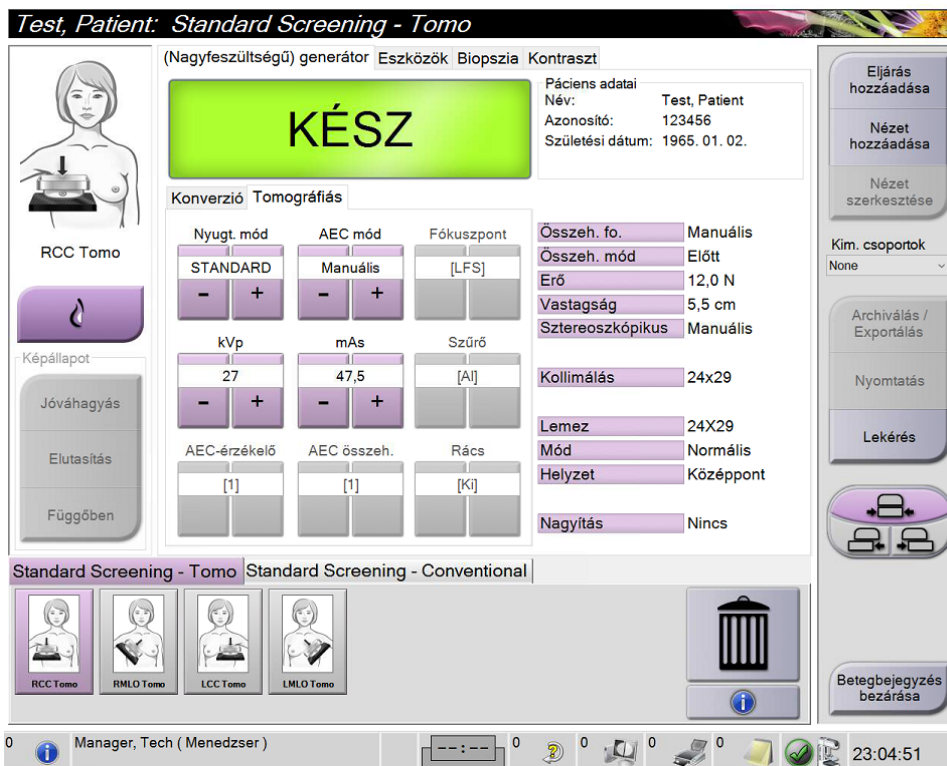 Test, Patient: Standard Screening - Tomo
(Nagyfeszültségű) generátor Eszközök Biopszia Kontraszt
KÉSZ
Páciens adatai
Név: Test, Patient
Azonosító: 123456
Születési dátum: 1965. 01. 02.
RCC Tomo
Képállapot
Jóváhagyás
Elutasítás
Függőben
Konverzió Tomográfiás
Nyugt. mód AEC mód Fókuszpont
STANDARD Manuális [LFS]
- + - +
kVp mAs Szűrő
27 47,5 [Al]
- + - +
AEC-érzékelő AEC összeh. Rács
[1] [1] [Ki]
Összeh. fo. Manuális
Összeh. mód Előtt
Erő 12,0 N
Vastagság 5,5 cm
Sztereoszkópikus Manuális
Kollimálás 24x29
Lemez 24X29
Mód Normális
Helyzet Középpont
Nagyítás Nincs
Eljárás
hozzáadása
Nézet
hozzáadása
Nézet
szerkesztése
Kim. csoportok
None
Archiválás /
Exportálás
Nyomtatás
Lekérés
Standard Screening - Tomo Standard Screening - Conventional
RCC Tomo RMLO Tomo LCC Tomo LMLO Tomo
Betegbejegyzés
bezárása
0 Manager, Tech ( Menedzser ) --:-- 0 0 0 0 23:04:51